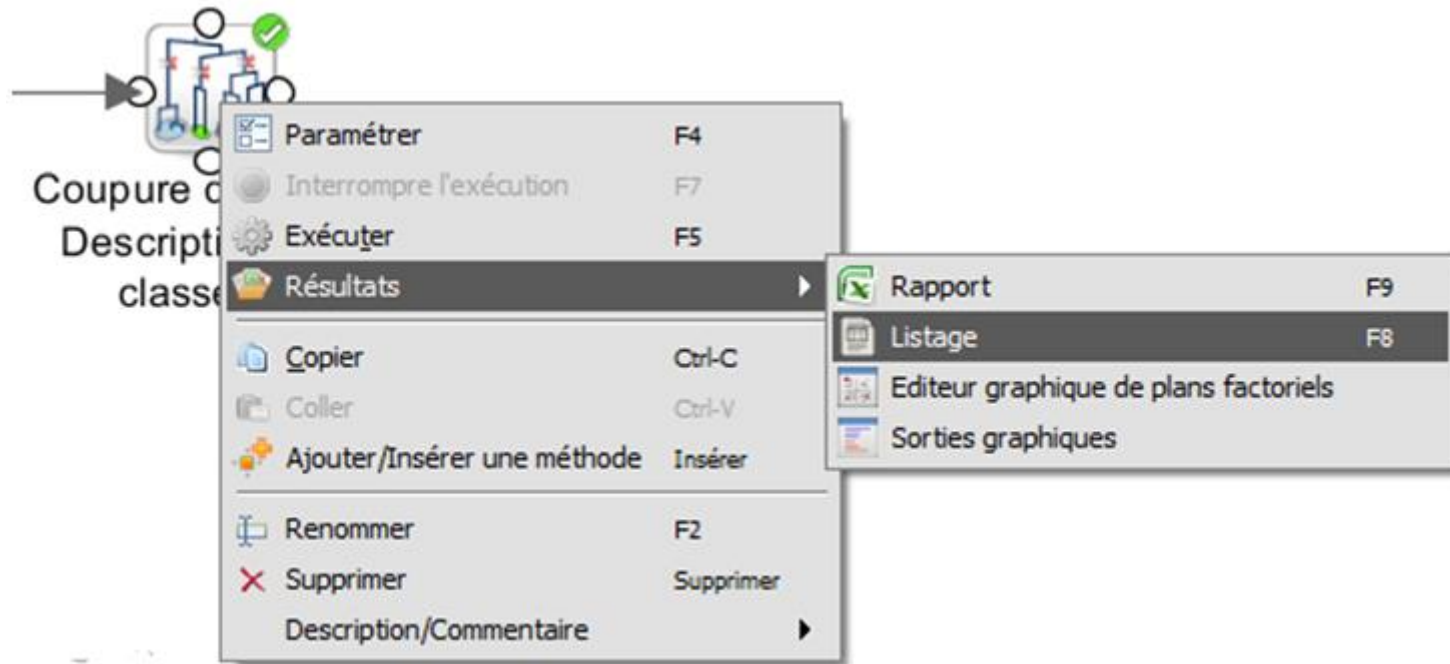 Coupure
Descripti
classe
Paramétrer F4
Interrompre l'exécution F7
Exécuter F5
Résultats
Copier Ctrl-C
Coller Ctrl-V
Ajouter/Insérer une méthode Insérer
Renommer F2
Supprimer Supprimer
Description/Commentaire
Rapport F9
Listage F8
Editeur graphique de plans factoriels
Sorties graphiques